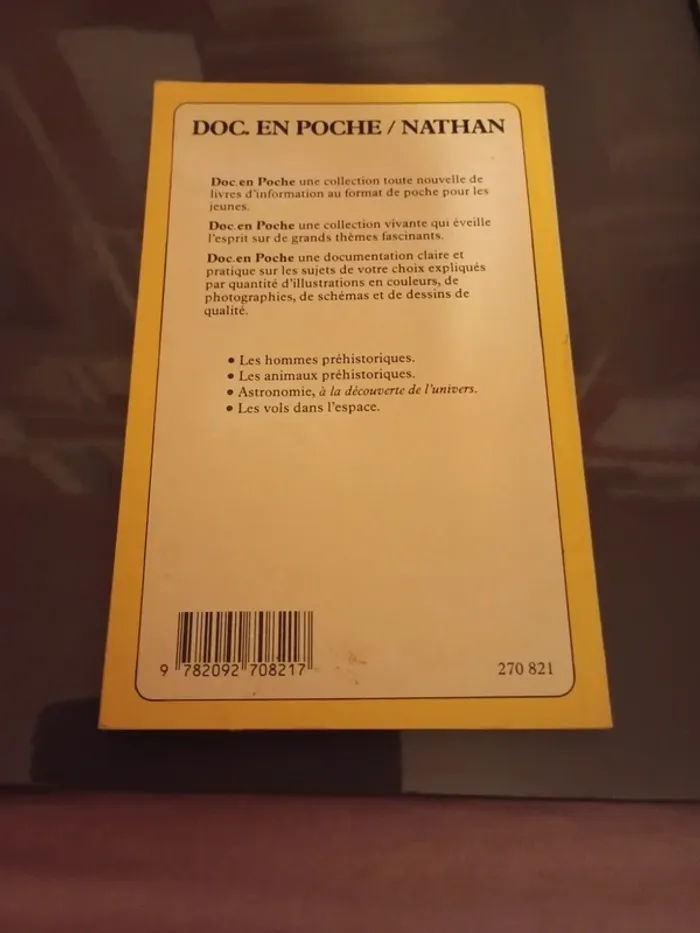 DOC. EN POCHE / NATHAN
Doc.en Poche une collection toute nouvelle de
livres d'information au format de poche pour les
jeunes.
Doc.en Poche une collection vivante qui éveille
l'esprit sur de grands thèmes fascinants.
Doc.en Poche une documentation claire et
pratique sur les sujets de votre choix expliqués
par quantité d'illustrations en couleurs, de
photographies, de schémas et de dessins de
qualité.
• Les hommes préhistoriques.
• Les animaux préhistoriques.
• Astronomie, à la découverte de l'univers.
• Les vols dans l'espace.
9 782092 708217
270 821